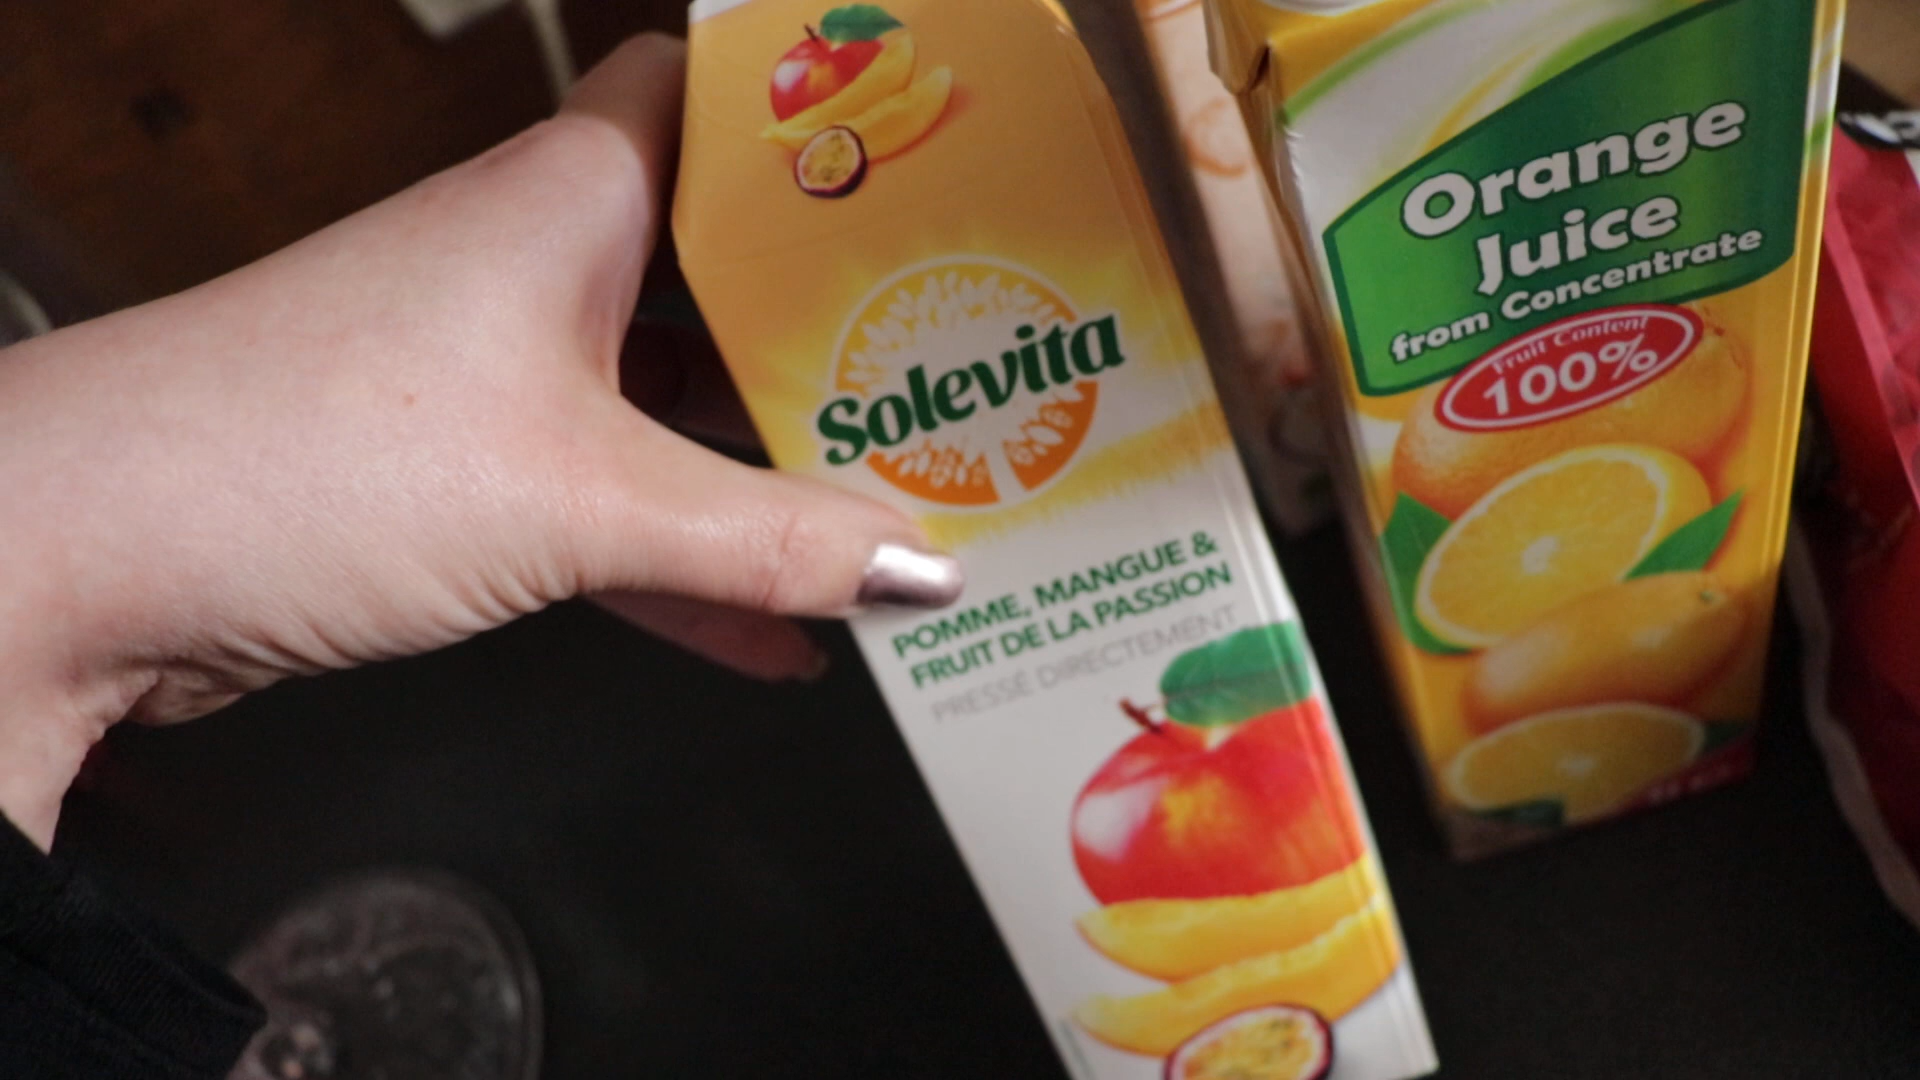 Solevita
POMME, MANGUE &
FRUIT DE LA PASSION
PRESSÉ DIRECTEMENT
Orange
Juice
from Concentrate
Fruit Content
100%